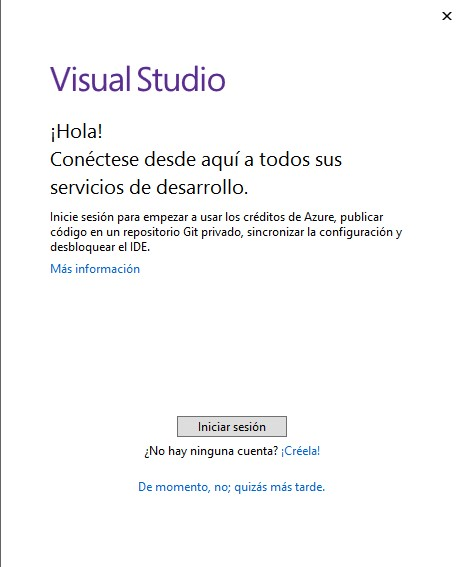 Visual Studio
¡Hola!
Conéctese desde aquí a todos sus
servicios de desarrollo.
Inicie sesión para empezar a usar los créditos de Azure, publicar
código en un repositorio Git privado, sincronizar la configuración y
desbloquear el IDE.
Más información
Iniciar sesión
¿No hay ninguna cuenta? ¡Créela!
De momento, no; quizás más tarde.